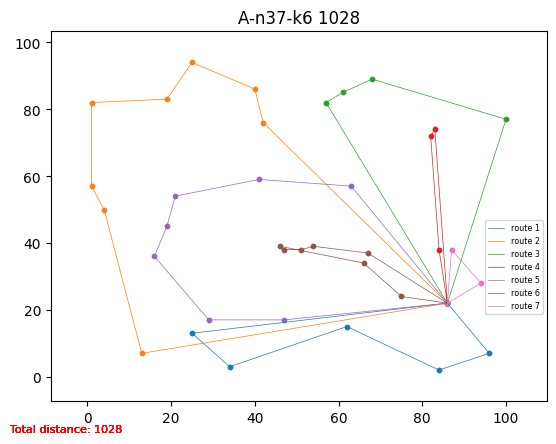 A-n37-k6 1028
100
80
60
40
20
0
0 20 40 60 80 100
route 1
route 2
route 3
route 4
route 5
route 6
route 7
Total distance: 1028